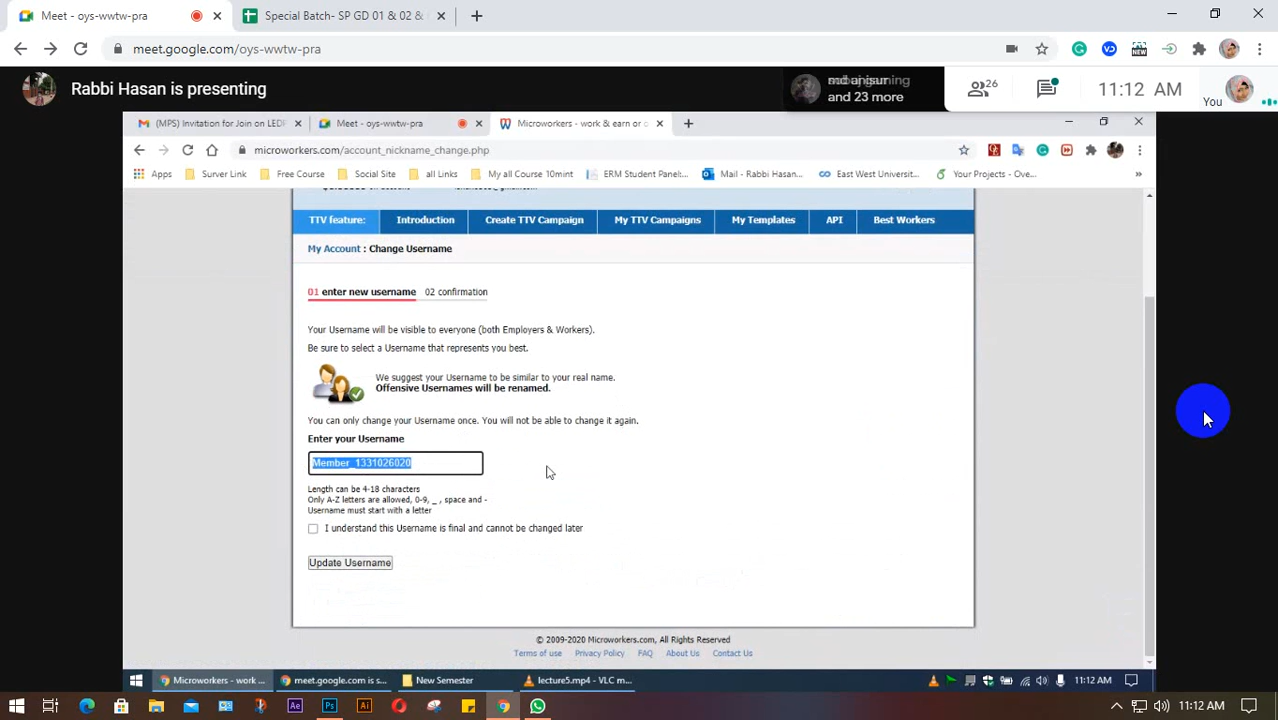 Meet - oys-wwtw-pra
Special Batch- SP GD 01 & 02 &
meet.google.com/oys-wwtw-pra
NEW
Rabbi Hasan is presenting
and 23 more
26
11:12 AM
You
(MPS) Invitation for Join on LEDP
Meet - oys-wwtw-pra
Microworkers - work & earn or o
microworkers.com/account_nickname_change.php
Apps
Surver Link
Free Course
Social Site
all Links
My all Course 10mint
ERM Student Panel:...
Mail - Rabbi Hasan...
East West Universit...
Your Projects - Ove...
»
TTV feature:
Introduction
Create TTV Campaign
My TTV Campaigns
My Templates
API
Best Workers
My Account : Change Username
01 enter new username
02 confirmation
Your Username will be visible to everyone (both Employers & Workers).
Be sure to select a Username that represents you best.
We suggest your Username to be similar to your real name.
Offensive Usernames will be renamed.
You can only change your Username once. You will not be able to change it again.
Enter your Username
Member_1331026020
Length can be 4-18 characters
Only A-Z letters are allowed, 0-9, _ , space and -
Username must start with a letter
I understand this Username is final and cannot be changed later
Update Username
© 2009-2020 Microworkers.com, All Rights Reserved
Terms of use
Privacy Policy
FAQ
About Us
Contact Us
Microworkers - work ...
meet.google.com is s...
New Semester
lecture5.mp4 - VLC m...
11:12 AM
Ae
Ps
Ai
11:12 AM